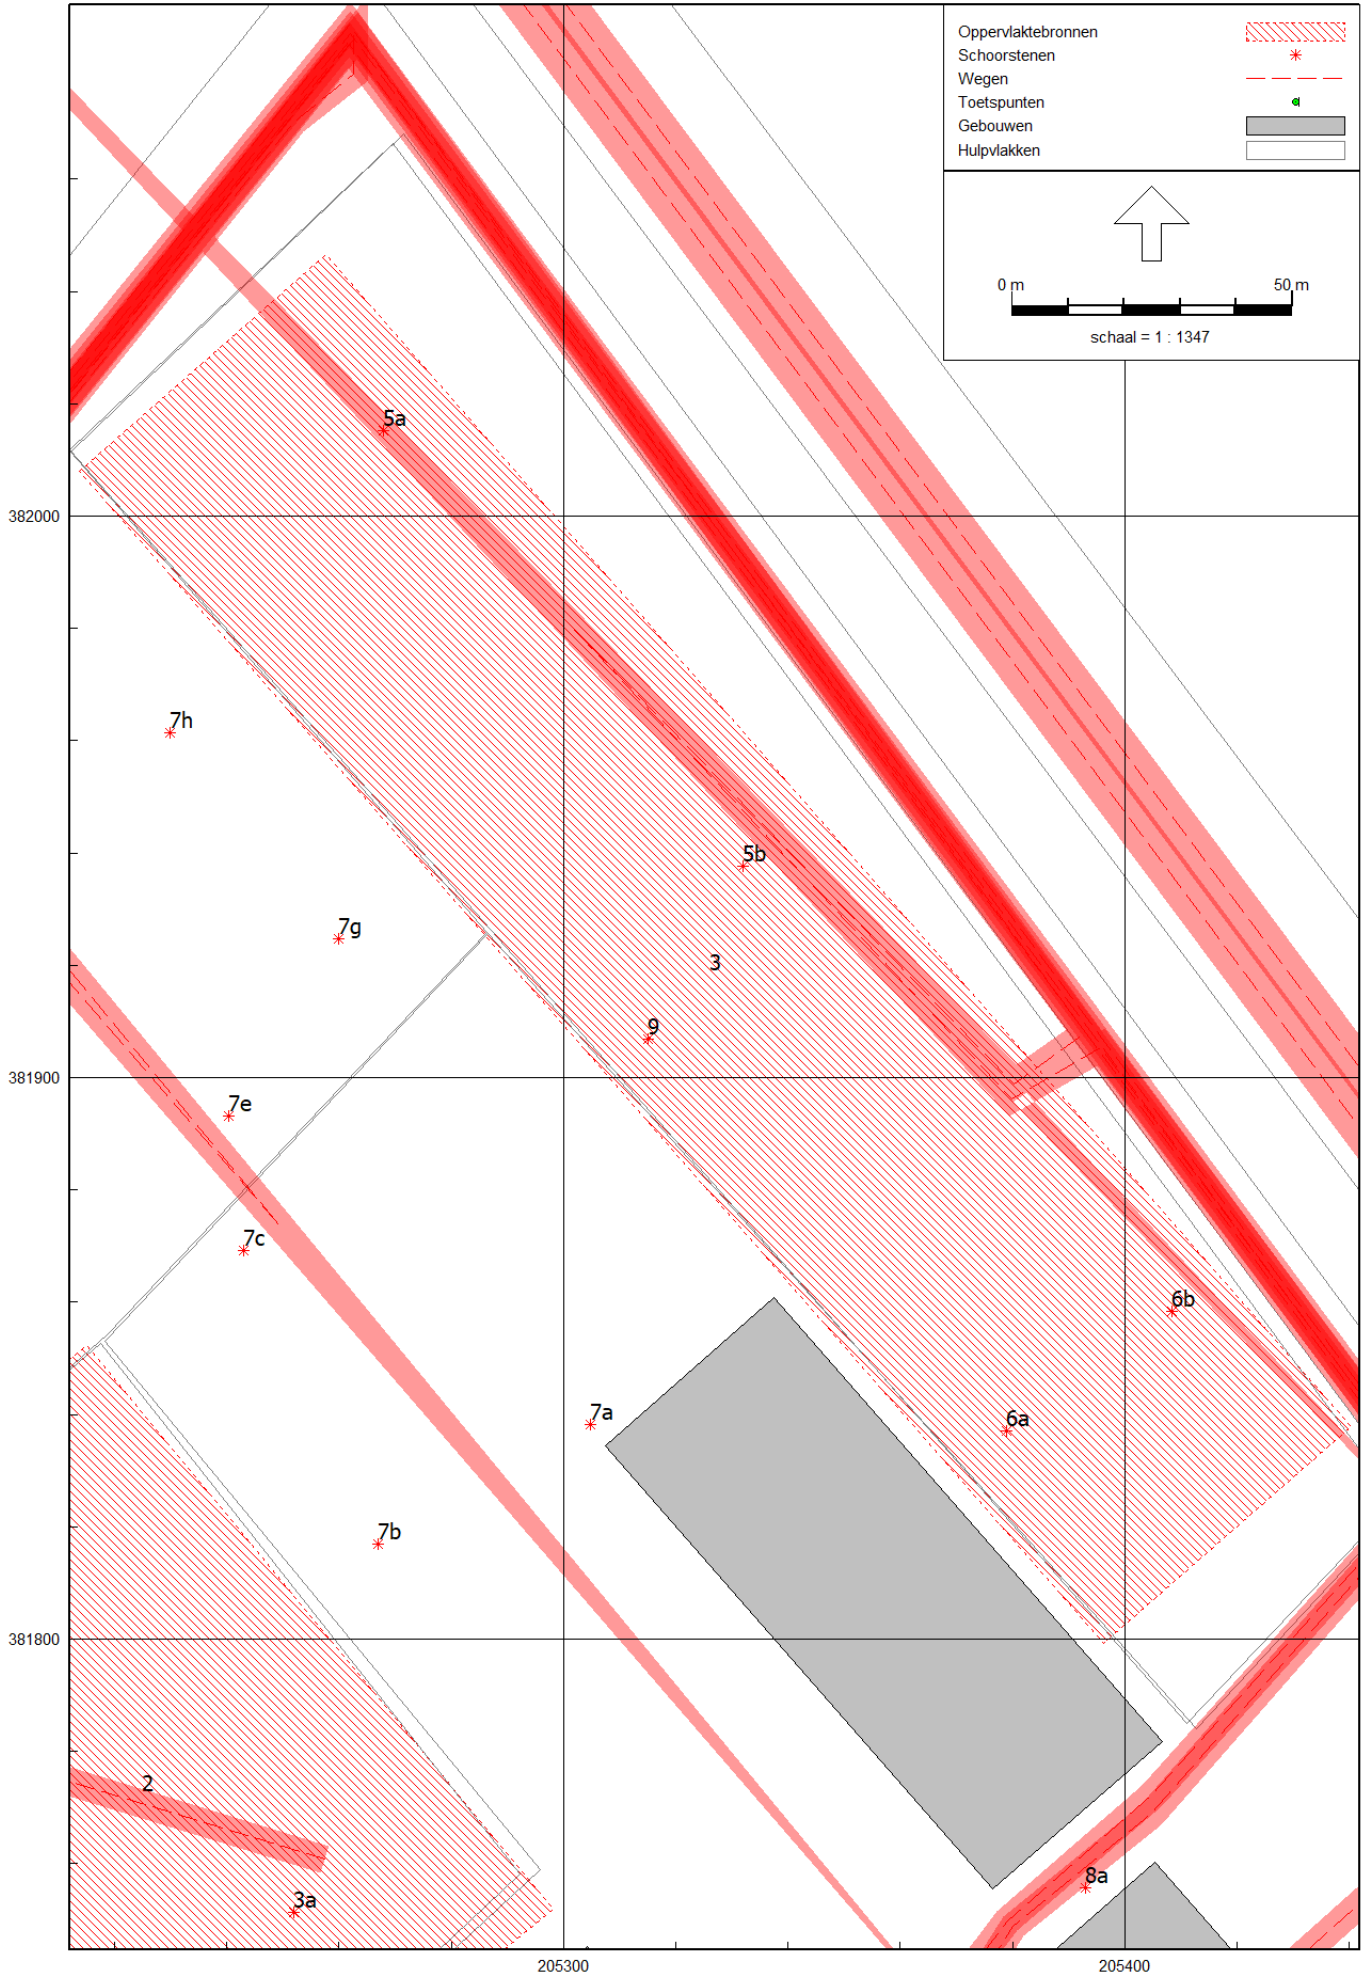 Oppervlaktebronnen
Schoorstenen
Wegen
Toetspunten
Gebouwen
Hulpvlakken
0 m
50 m
schaal = 1 : 1347
5a
382000
7h
5b
7g
3
9
381900
7e
7c
6b
7a
6a
7b
381800
2
8a
3a
205300
205400